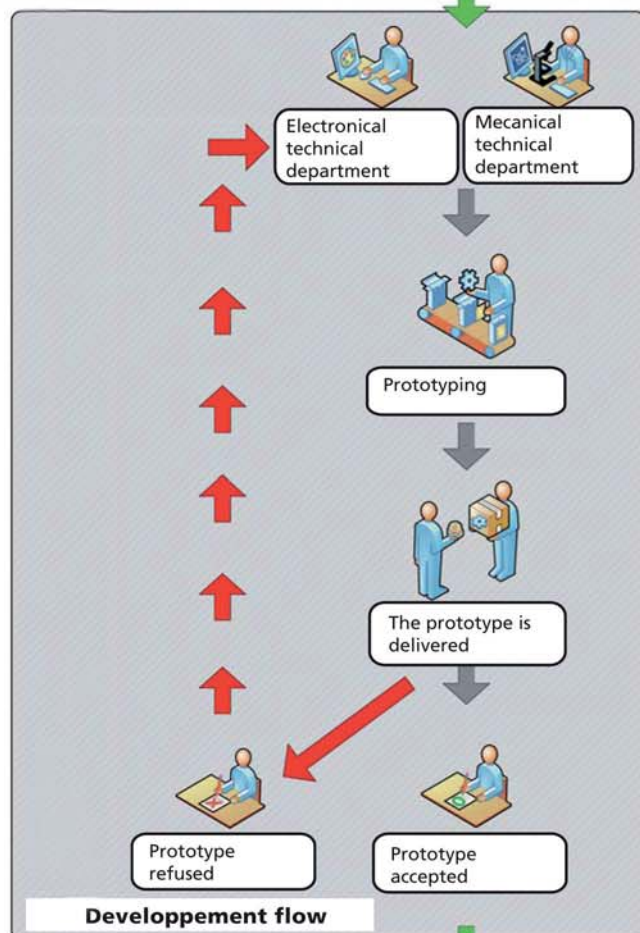 Electronical
technical
department
Mecanical
technical
department
Prototyping
The prototype is
delivered
Prototype
refused
Prototype
accepted
Developpement flow